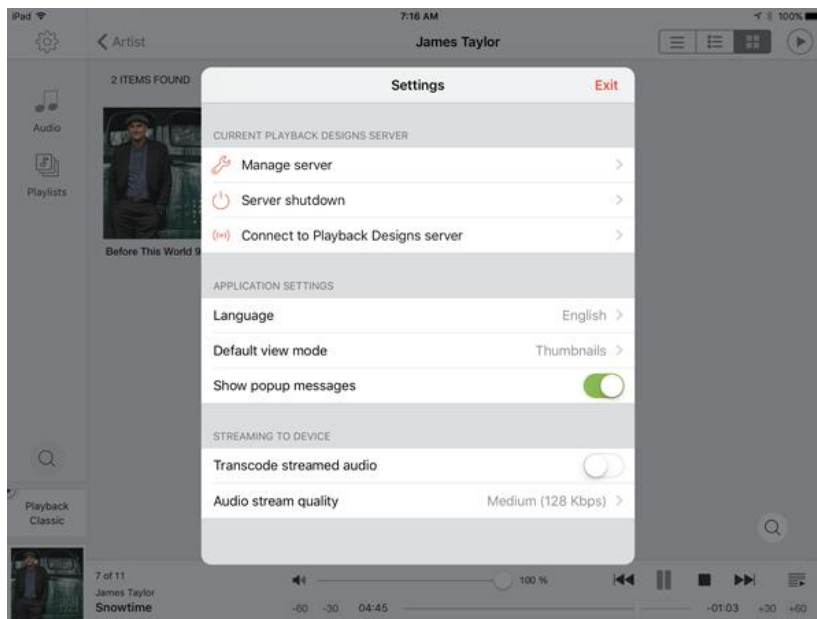 iPad 7:16 AM 100%
Artist James Taylor
2 ITEMS FOUND
Audio
Playlists
Before This World 9
Settings Exit
CURRENT PLAYBACK DESIGNS SERVER
Manage server
Server shutdown
Connect to Playback Designs server
APPLICATION SETTINGS
Language English
Default view mode Thumbnails
Show popup messages
STREAMING TO DEVICE
Transcode streamed audio
Audio stream quality Medium (128 Kbps)
Playback
Classic
7 of 11
James Taylor
Snowtime
100 %
-60 -30 04:45 -01:03 +30 +60